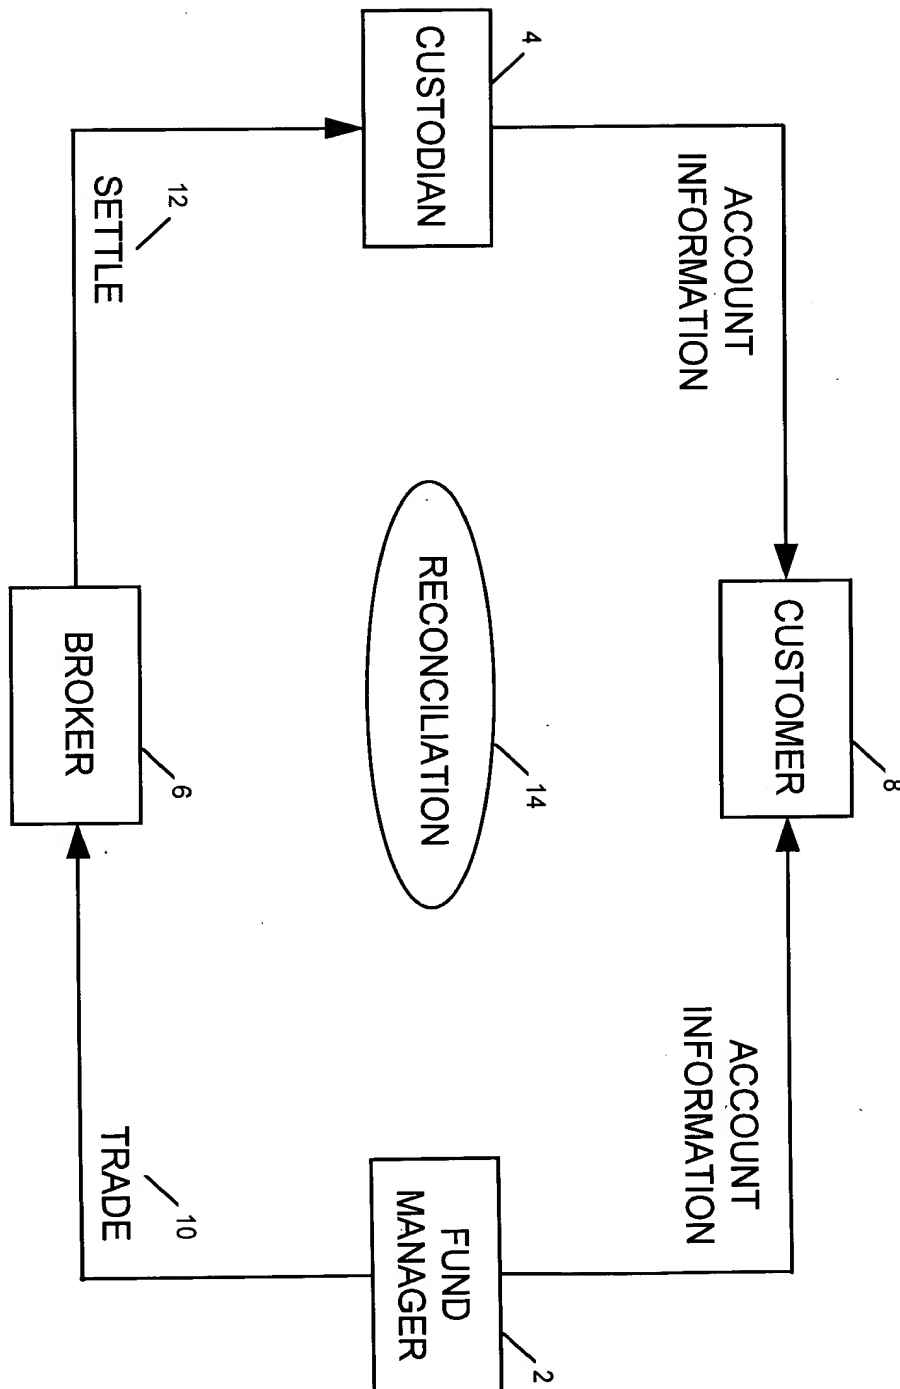 8
CUSTOMER
ACCOUNT
INFORMATION
ACCOUNT
INFORMATION
4
CUSTODIAN
14
RECONCILIATION
2
FUND
MANAGER
12
SETTLE
10
TRADE
6
BROKER